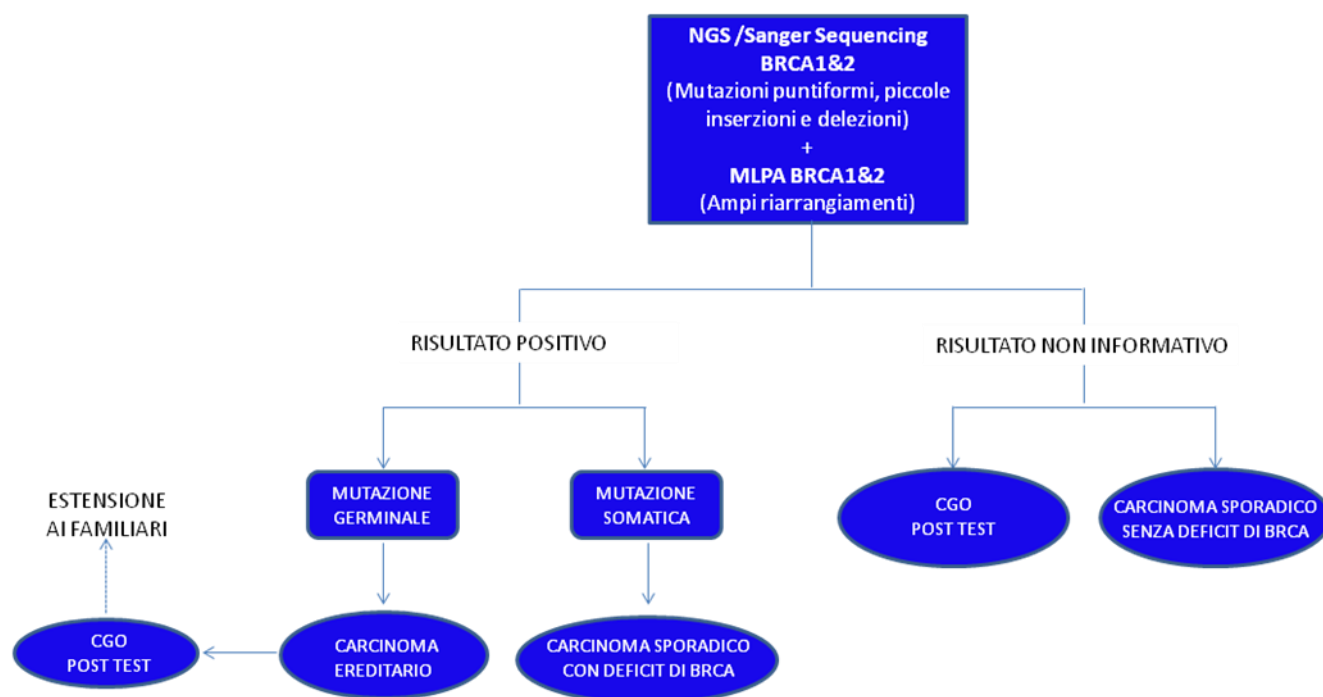 NGS /Sanger Sequencing
BRCA1&2
(Mutazioni puntiformi, piccole
inserzioni e delezioni)
+
MLPA BRCA1&2
(Ampi riarrangiamenti)
RISULTATO POSITIVO
RISULTATO NON INFORMATIVO
MUTAZIONE
GERMINALE
MUTAZIONE
SOMATICA
CGO
POST TEST
CARCINOMA SPORADICO
SENZA DEFICIT DI BRCA
ESTENSIONE
AI FAMILIARI
CGO
POST TEST
CARCINOMA
EREDITARIO
CARCINOMA SPORADICO
CON DEFICIT DI BRCA